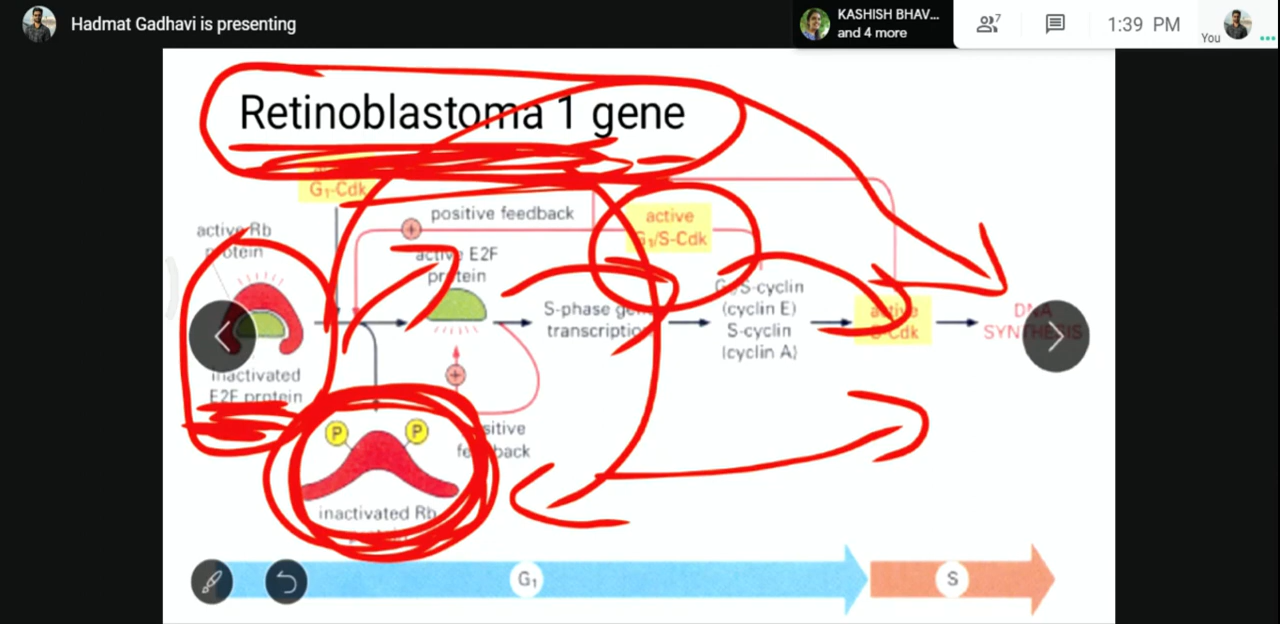 Hadmat Gadhavi is presenting
KASHISH BHAV...
and 4 more
7
1:39 PM
You
Retinoblastoma 1 gene
G₁-Cdk
positive feedback
active
G₁/S-Cdk
active Rb
protein
+
active E2F
protein
S-phase gene
transcription
G₁/S-cyclin
(cyclin E)
S-cyclin
(cyclin A)
active
S-Cdk
DNA
SYNTHESIS
inactivated
E2F protein
+
positive
feedback
P P
inactivated Rb
G₁
S